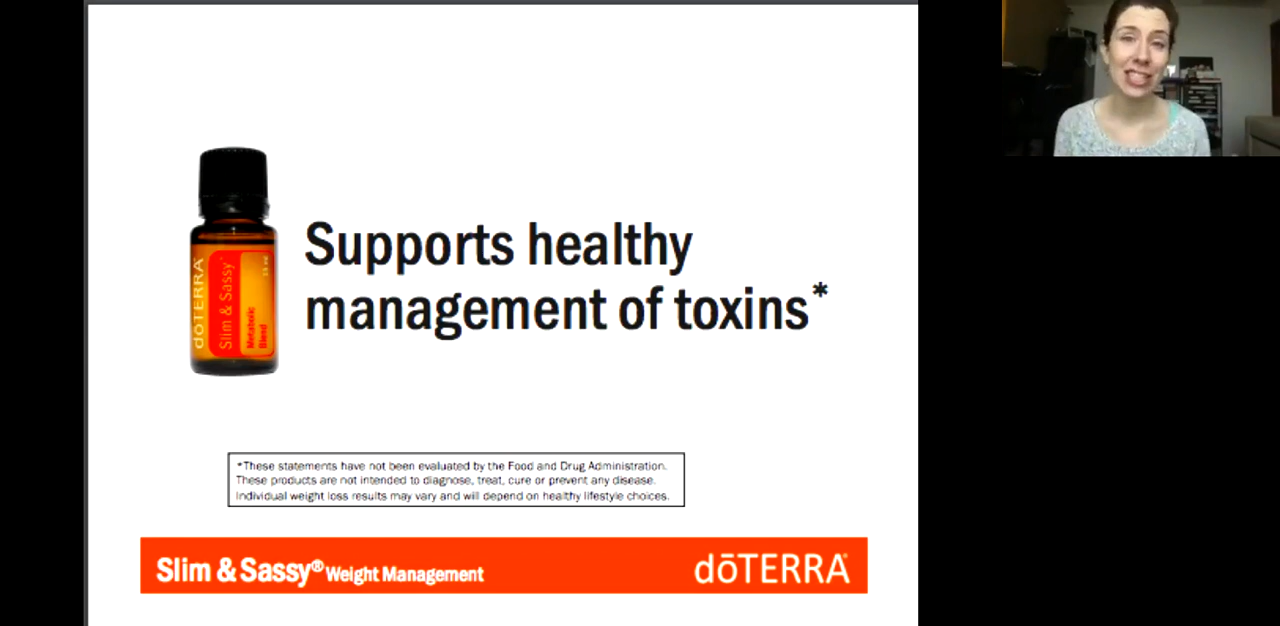 Supports healthy
management of toxins*
dōTERRA
Slim & Sassy
Metabolic
Blend
15 ml
*These statements have not been evaluated by the Food and Drug Administration.
These products are not intended to diagnose, treat, cure or prevent any disease.
Individual weight loss results may vary and will depend on healthy lifestyle choices.
Slim & Sassy® Weight Management
dōTERRA®